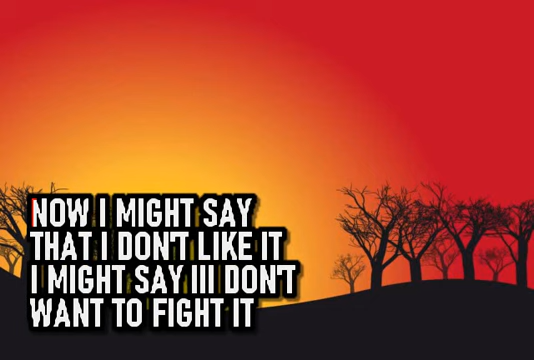 NOW I MIGHT SAY
THAT I DON'T LIKE IT
I MIGHT SAY III DON'T
WANT TO FIGHT IT